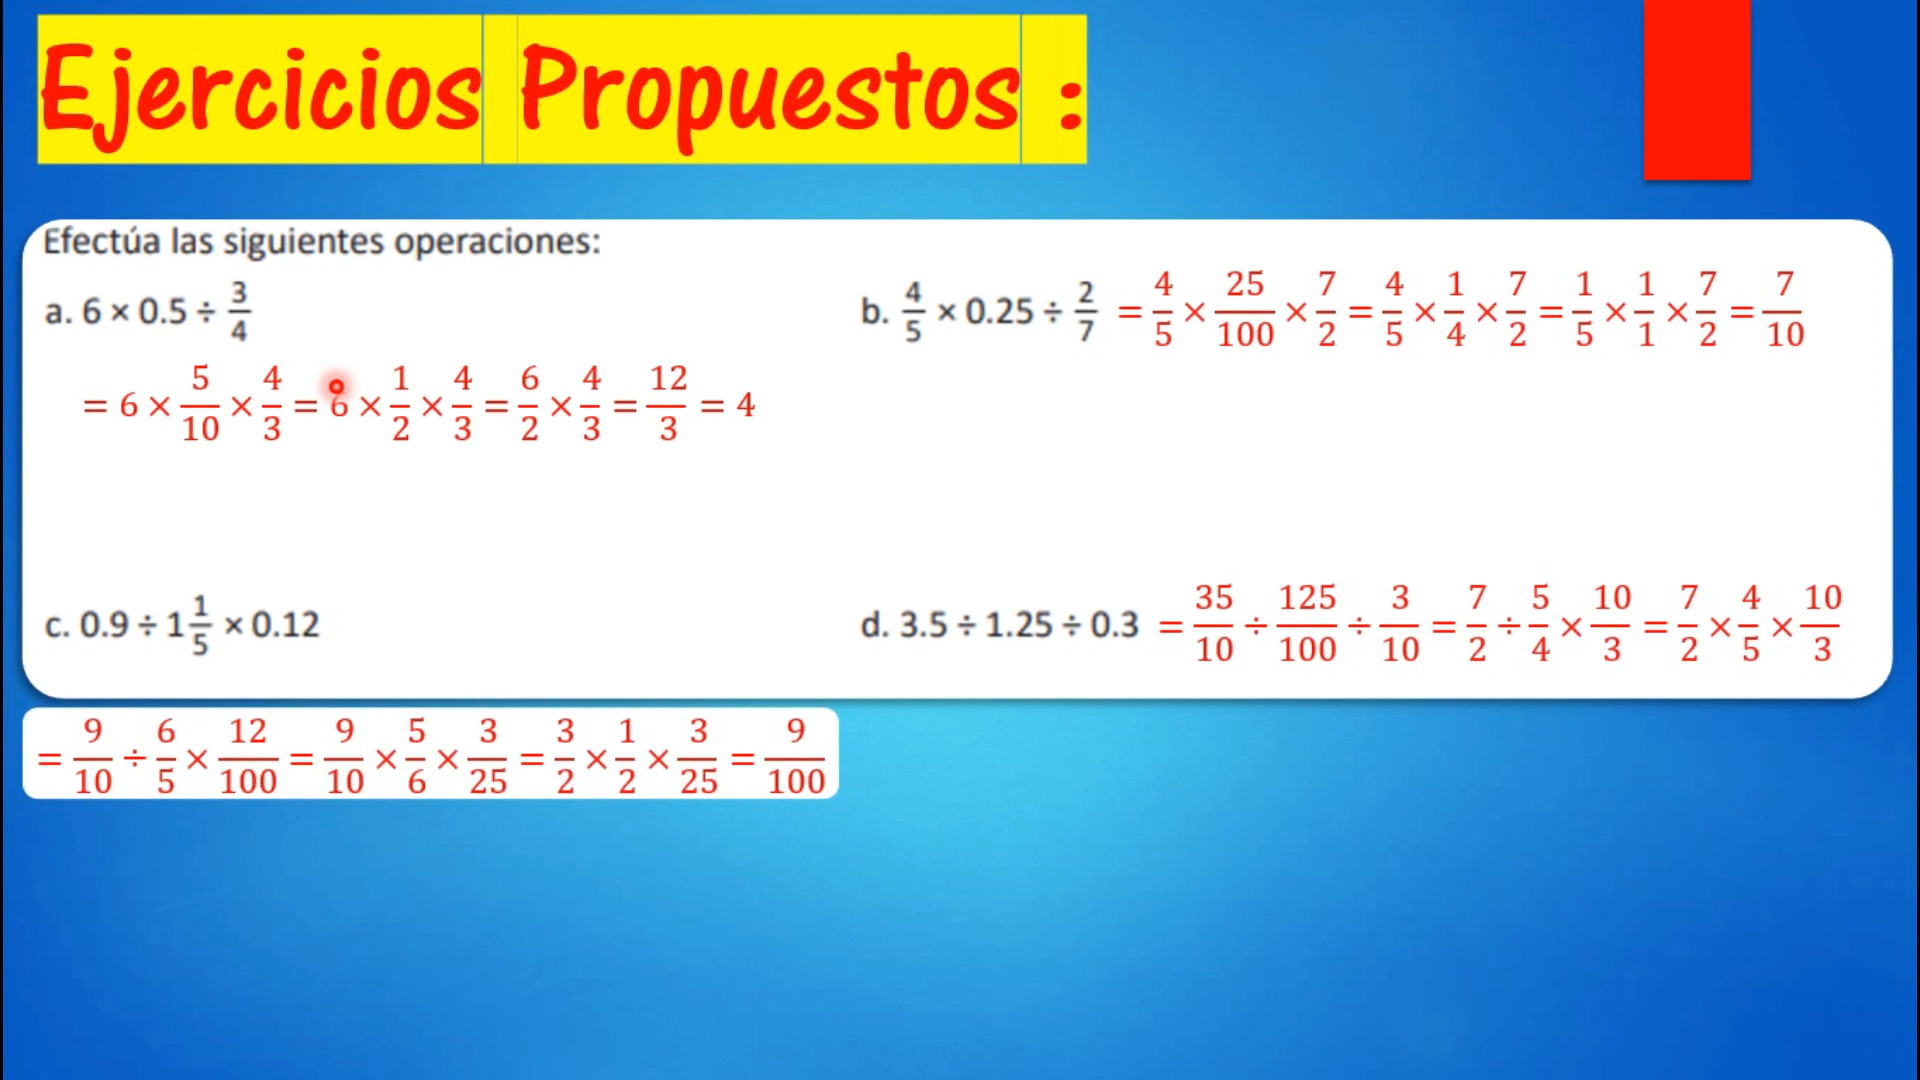 Ejercicios Propuestos :
Efectúa las siguientes operaciones:
a. 6 × 0.5 ÷ 3/4
= 6 × 5/10 × 4/3 = 6 × 1/2 × 4/3 = 6/2 × 4/3 = 12/3 = 4
b. 4/5 × 0.25 ÷ 2/7 = 4/5 × 25/100 × 7/2 = 4/5 × 1/4 × 7/2 = 1/5 × 1/1 × 7/2 = 7/10
c. 0.9 ÷ 1 1/5 × 0.12
= 9/10 ÷ 6/5 × 12/100 = 9/10 × 5/6 × 3/25 = 3/2 × 1/2 × 3/25 = 9/100
d. 3.5 ÷ 1.25 ÷ 0.3 = 35/10 ÷ 125/100 ÷ 3/10 = 7/2 ÷ 5/4 × 10/3 = 7/2 × 4/5 × 10/3